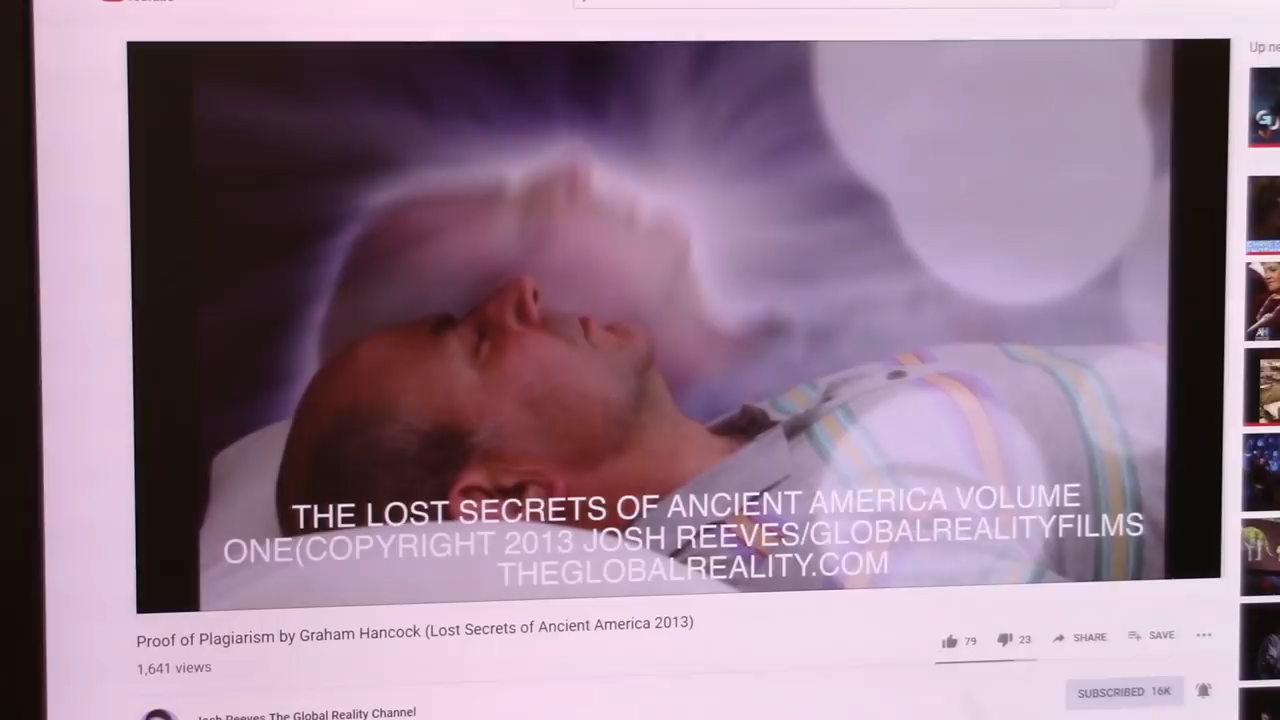 Up ne
THE LOST SECRETS OF ANCIENT AMERICA VOLUME
ONE(COPYRIGHT 2013 JOSH REEVES/GLOBALREALITYFILMS
THEGLOBALREALITY.COM
Proof of Plagiarism by Graham Hancock (Lost Secrets of Ancient America 2013)
1,641 views
79 23 SHARE SAVE
SUBSCRIBED 16K
Josh Reeves The Global Reality Channel